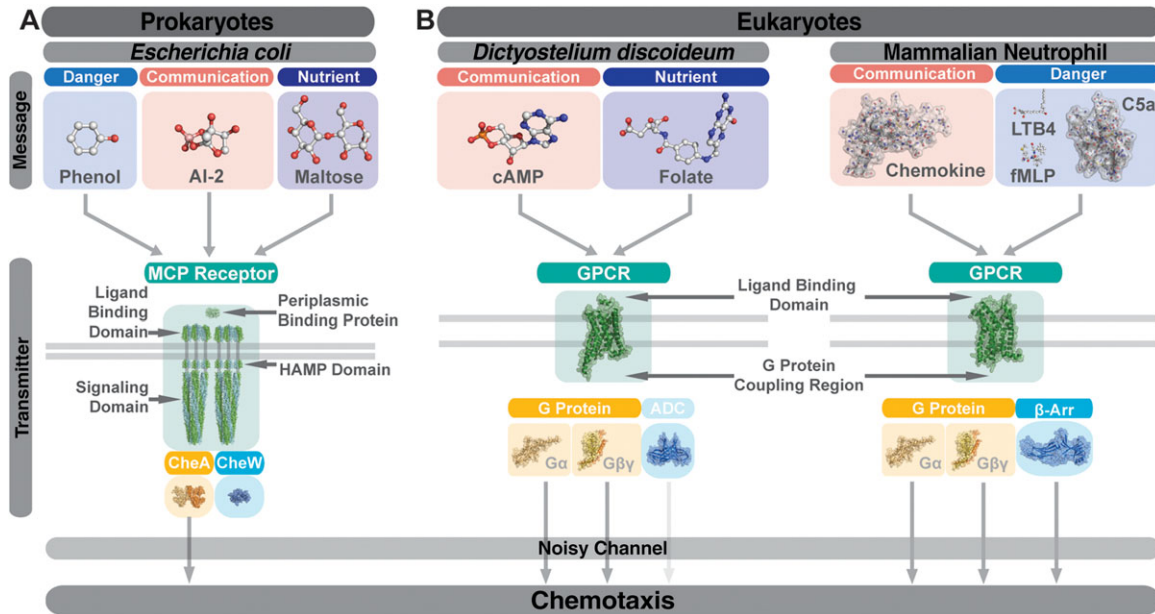 A
Prokaryotes
Escherichia coli
Danger
Communication
Nutrient
Message
Phenol
AI-2
Maltose
MCP Receptor
Ligand
Binding
Domain
Periplasmic
Binding Protein
HAMP Domain
Signaling
Domain
Transmitter
CheA
CheW
B
Eukaryotes
Dictyostelium discoideum
Communication
Nutrient
cAMP
Folate
GPCR
Mammalian Neutrophil
Communication
Danger
Chemokine
LTB4
fMLP
C5a
GPCR
Ligand Binding
Domain
G Protein
Coupling Region
G Protein
ADC
Gα
Gβγ
G Protein
β-Arr
Gα
Gβγ
Noisy Channel
Chemotaxis